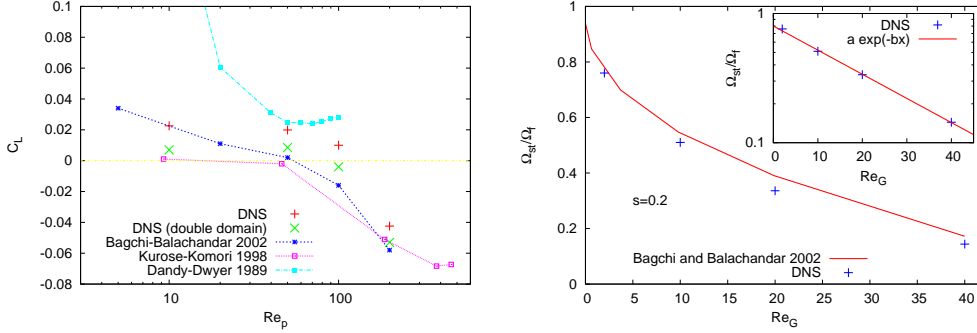 0.1
0.08
0.06
0.04
0.02
0
-0.02
-0.04
-0.06
-0.08
C_L
DNS
DNS (double domain)
Bagchi-Balachandar 2002
Kurose-Komori 1998
Dandy-Dwyer 1989
10
100
Re_p
1
0.8
0.6
0.4
0.2
0
Ω_st/Ω_f
s=0.2
Bagchi and Balachandar 2002
DNS
0 5 10 15 20 25 30 35 40
Re_G
1
0.1
Ω_st/Ω_f
DNS
a exp(-bx)
0 10 20 30 40
Re_G